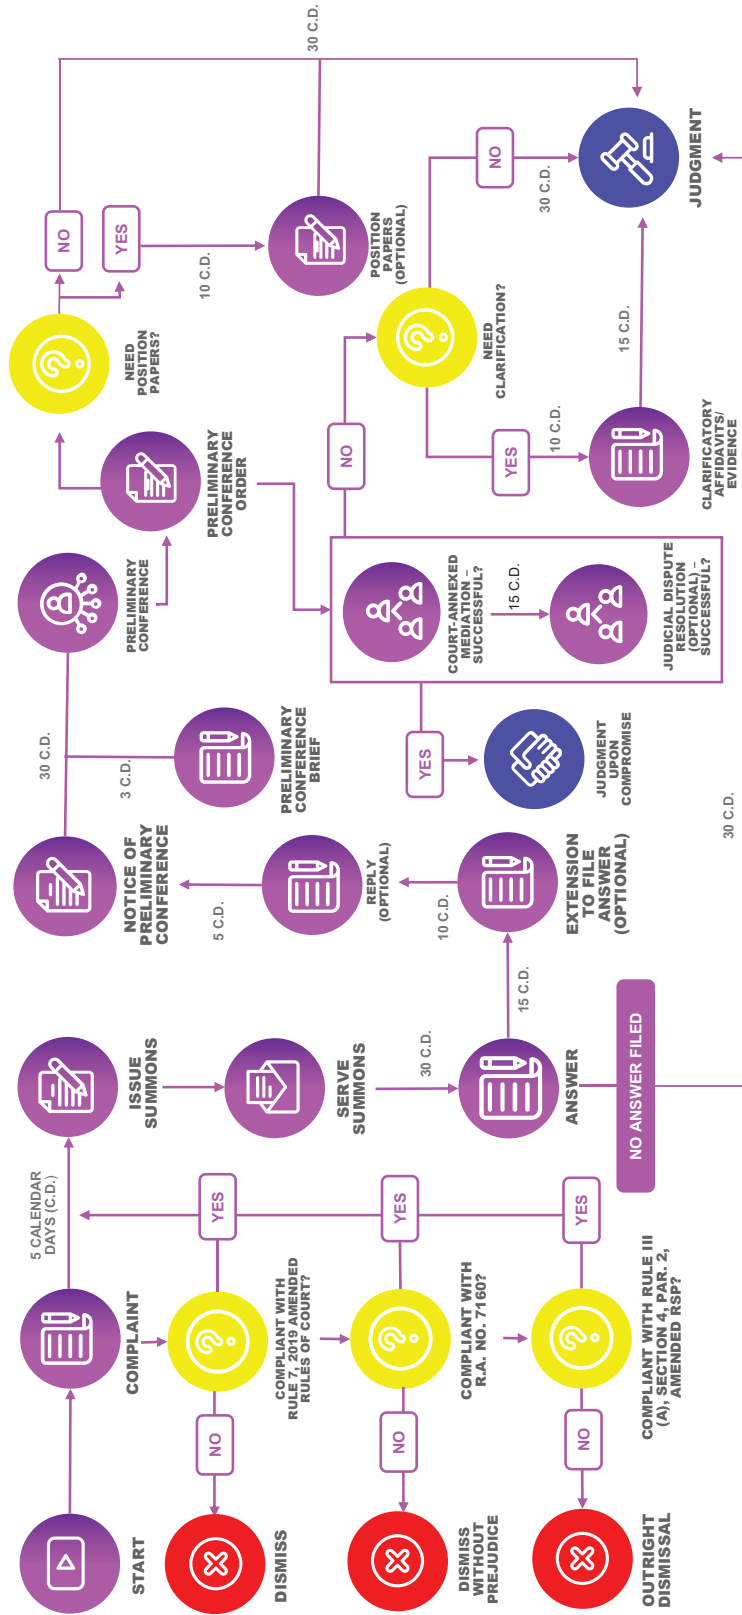 START
COMPLAINT
5 CALENDAR
DAYS (C.D.)
ISSUE
SUMMONS
SERVE
SUMMONS
30 C.D.
ANSWER
NO ANSWER FILED
30 C.D.
15 C.D.
EXTENSION
TO FILE
ANSWER
(OPTIONAL)
10 C.D.
REPLY
(OPTIONAL)
5 C.D.
NOTICE OF
PRELIMINARY
CONFERENCE
30 C.D.
3 C.D.
PRELIMINARY
CONFERENCE
BRIEF
PRELIMINARY
CONFERENCE
PRELIMINARY
CONFERENCE
ORDER
NEED
POSITION
PAPERS?
NO
YES
10 C.D.
POSITION
PAPERS
(OPTIONAL)
30 C.D.
COURT-ANNEXED
MEDIATION –
SUCCESSFUL?
15 C.D.
JUDICIAL DISPUTE
RESOLUTION
(OPTIONAL) –
SUCCESSFUL?
YES
JUDGMENT
UPON
COMPROMISE
NO
NEED
CLARIFICATION?
NO
30 C.D.
YES
10 C.D.
CLARIFICATORY
AFFIDAVITS/
EVIDENCE
15 C.D.
JUDGMENT
COMPLIANT WITH
RULE 7, 2019 AMENDED
RULES OF COURT?
YES
NO
DISMISS
COMPLIANT WITH
R.A. NO. 7160?
YES
NO
DISMISS
WITHOUT
PREJUDICE
COMPLIANT WITH RULE III
(A), SECTION 4, PAR. 2,
AMENDED RSP?
YES
NO
OUTRIGHT
DISMISSAL